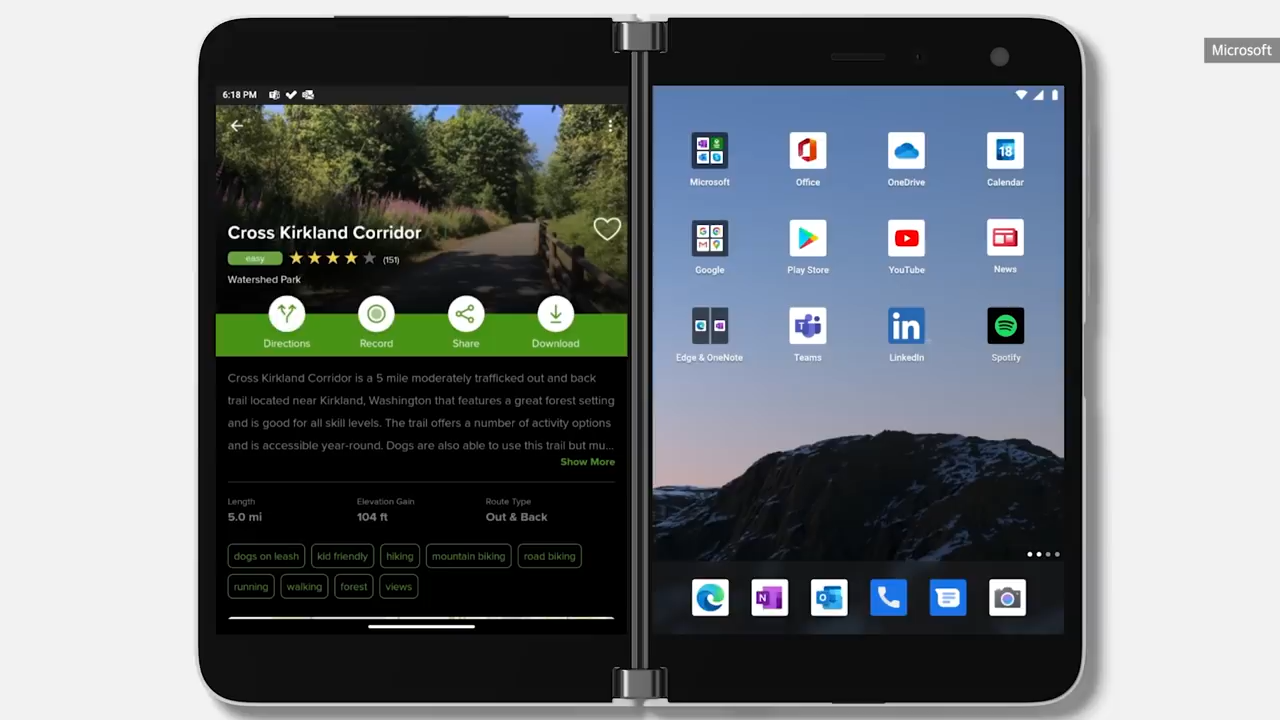 Microsoft
6:18 PM
Cross Kirkland Corridor
easy
(151)
Watershed Park
Directions
Record
Share
Download
Cross Kirkland Corridor is a 5 mile moderately trafficked out and back
trail located near Kirkland, Washington that features a great forest setting
and is good for all skill levels. The trail offers a number of activity options
and is accessible year-round. Dogs are also able to use this trail but mu...
Show More
Length
Elevation Gain
Route Type
5.0 mi
104 ft
Out & Back
dogs on leash
kid friendly
hiking
mountain biking
road biking
running
walking
forest
views
18
Microsoft
Office
OneDrive
Calendar
Google
Play Store
YouTube
News
in
Edge & OneNote
Teams
LinkedIn
Spotify